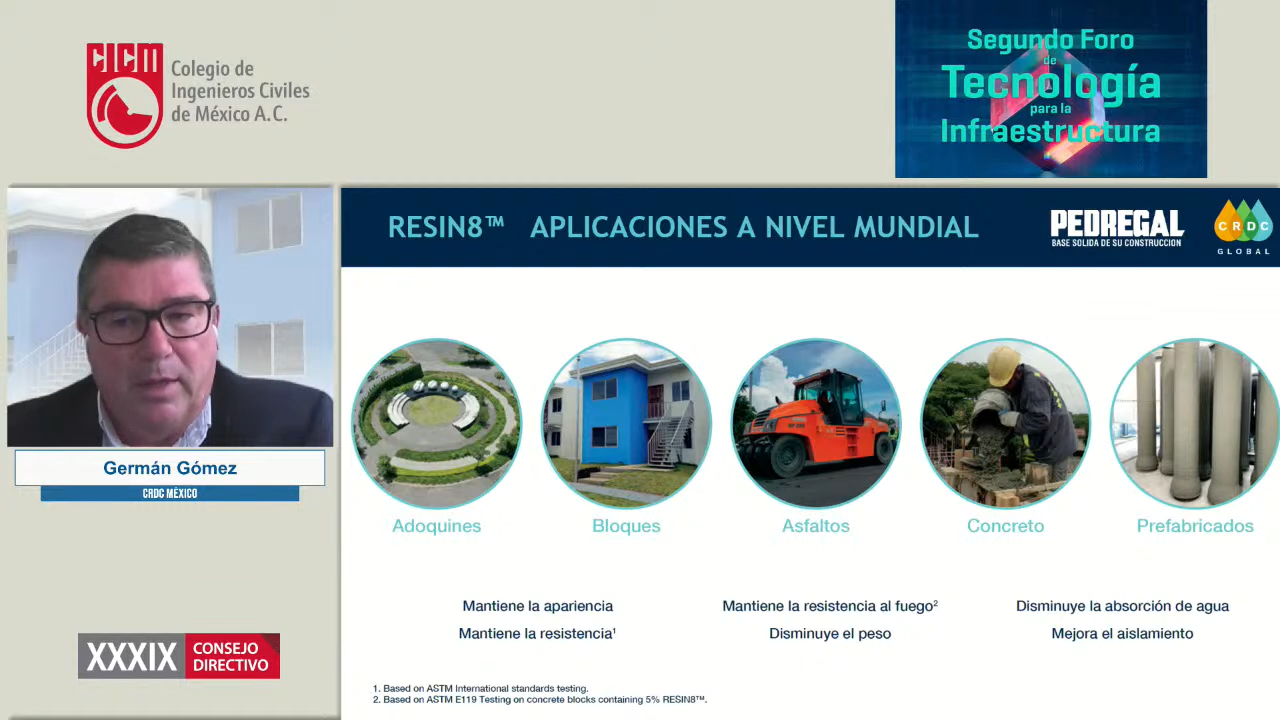 CICM
Colegio de
Ingenieros Civiles
de México A.C.
Segundo Foro
de
Tecnología
para la
Infraestructura
RESIN8™ APLICACIONES A NIVEL MUNDIAL
PEDREGAL
BASE SOLIDA DE SU CONSTRUCCION
CRDC
GLOBAL
Germán Gómez
CRDC MÉXICO
Adoquines
Bloques
Asfaltos
Concreto
Prefabricados
Mantiene la apariencia
Mantiene la resistencia¹
Mantiene la resistencia al fuego²
Disminuye el peso
Disminuye la absorción de agua
Mejora el aislamiento
XXXIX
CONSEJO
DIRECTIVO
1. Based on ASTM International standards testing.
2. Based on ASTM E119 Testing on concrete blocks containing 5% RESIN8™.